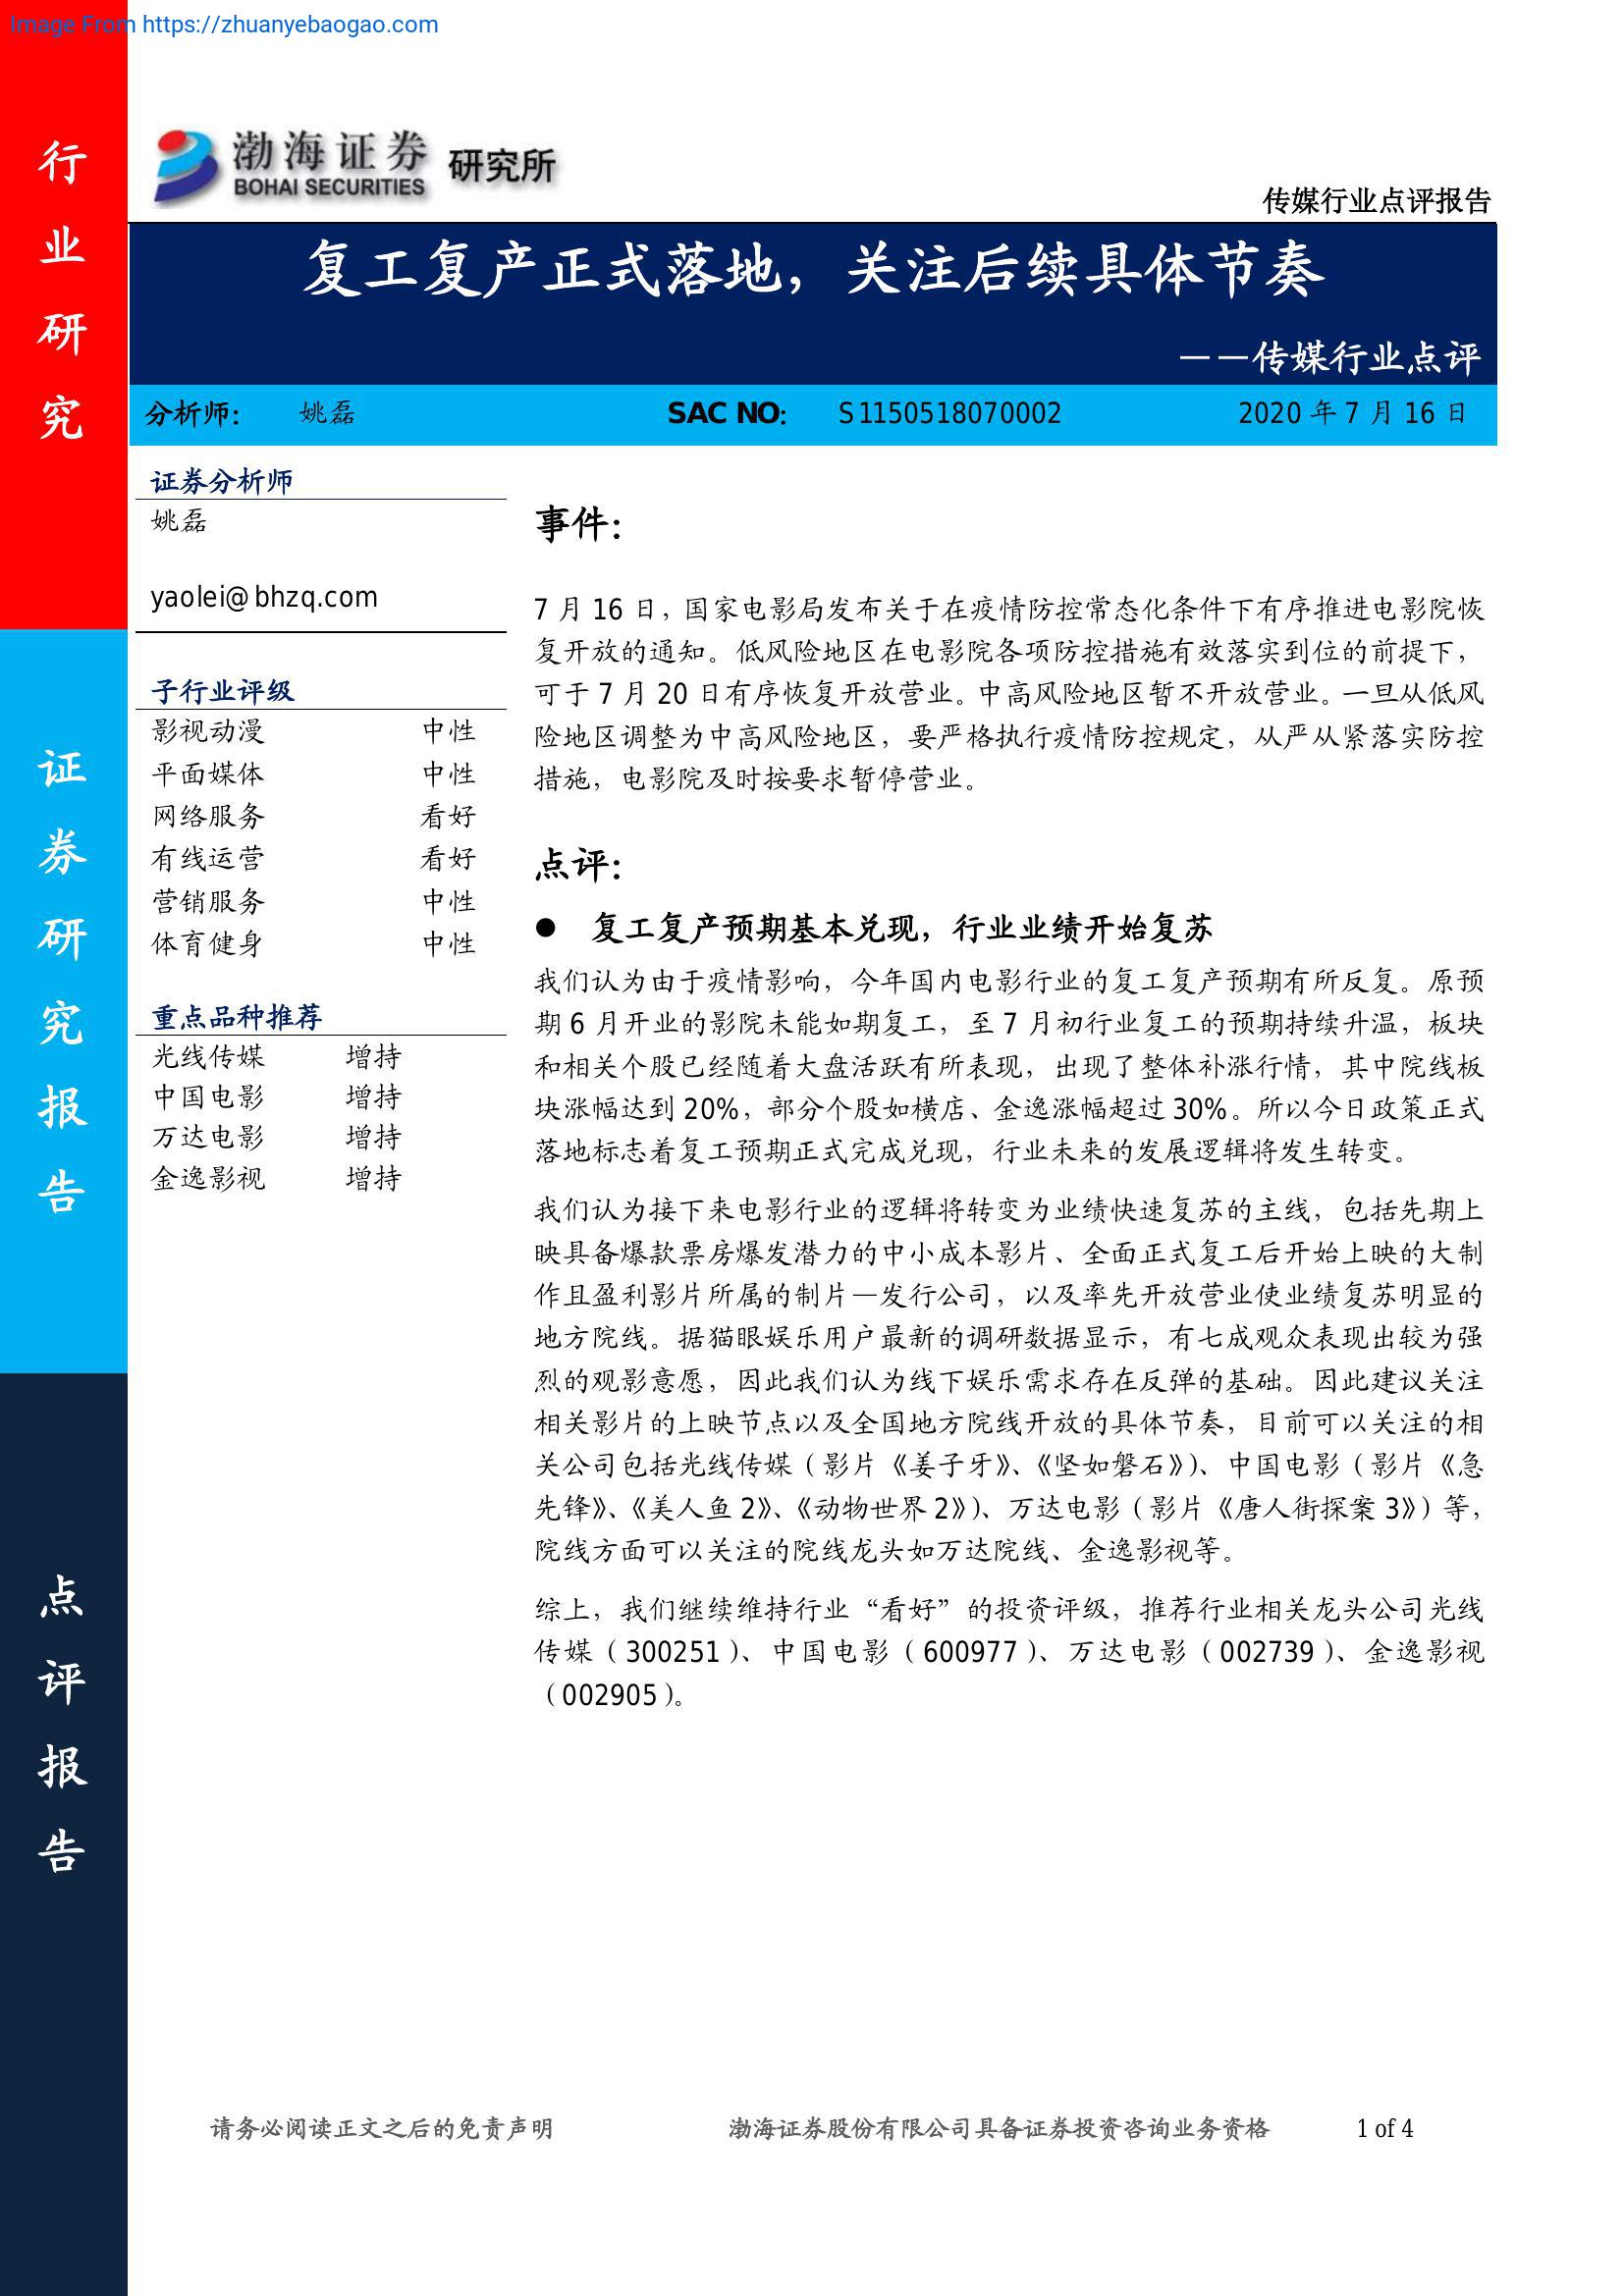 Image From https://zhuanyebaogao.com
行
业
研
究
证
券
研
究
报
告
点
评
报
告
渤海证券 研究所
BOHAI SECURITIES
传媒行业点评报告
复工复产正式落地，关注后续具体节奏
——传媒行业点评
分析师： 姚磊 SAC NO： S1150518070002 2020 年 7 月 16 日
证券分析师
姚磊
yaolei@bhzq.com
子行业评级
影视动漫 中性
平面媒体 中性
网络服务 看好
有线运营 看好
营销服务 中性
体育健身 中性
重点品种推荐
光线传媒 增持
中国电影 增持
万达电影 增持
金逸影视 增持
事件：
7 月 16 日，国家电影局发布关于在疫情防控常态化条件下有序推进电影院恢
复开放的通知。低风险地区在电影院各项防控措施有效落实到位的前提下，
可于 7 月 20 日有序恢复开放营业。中高风险地区暂不开放营业。一旦从低风
险地区调整为中高风险地区，要严格执行疫情防控规定，从严从紧落实防控
措施，电影院及时按要求暂停营业。
点评：
● 复工复产预期基本兑现，行业业绩开始复苏
我们认为由于疫情影响，今年国内电影行业的复工复产预期有所反复。原预
期 6 月开业的影院未能如期复工，至 7 月初行业复工的预期持续升温，板块
和相关个股已经随着大盘活跃有所表现，出现了整体补涨行情，其中院线板
块涨幅达到 20%，部分个股如横店、金逸涨幅超过 30%。所以今日政策正式
落地标志着复工预期正式完成兑现，行业未来的发展逻辑将发生转变。
我们认为接下来电影行业的逻辑将转变为业绩快速复苏的主线，包括先期上
映具备爆款票房爆发潜力的中小成本影片、全面正式复工后开始上映的大制
作且盈利影片所属的制片—发行公司，以及率先开放营业使业绩复苏明显的
地方院线。据猫眼娱乐用户最新的调研数据显示，有七成观众表现出较为强
烈的观影意愿，因此我们认为线下娱乐需求存在反弹的基础。因此建议关注
相关影片的上映节点以及全国地方院线开放的具体节奏，目前可以关注的相
关公司包括光线传媒（影片《姜子牙》、《坚如磐石》）、中国电影（影片《急
先锋》、《美人鱼 2》、《动物世界 2》）、万达电影（影片《唐人街探案 3》）等，
院线方面可以关注的院线龙头如万达院线、金逸影视等。
综上，我们继续维持行业“看好”的投资评级，推荐行业相关龙头公司光线
传媒（300251）、中国电影（600977）、万达电影（002739）、金逸影视
（002905）。
请务必阅读正文之后的免责声明 渤海证券股份有限公司具备证券投资咨询业务资格 1 of 4